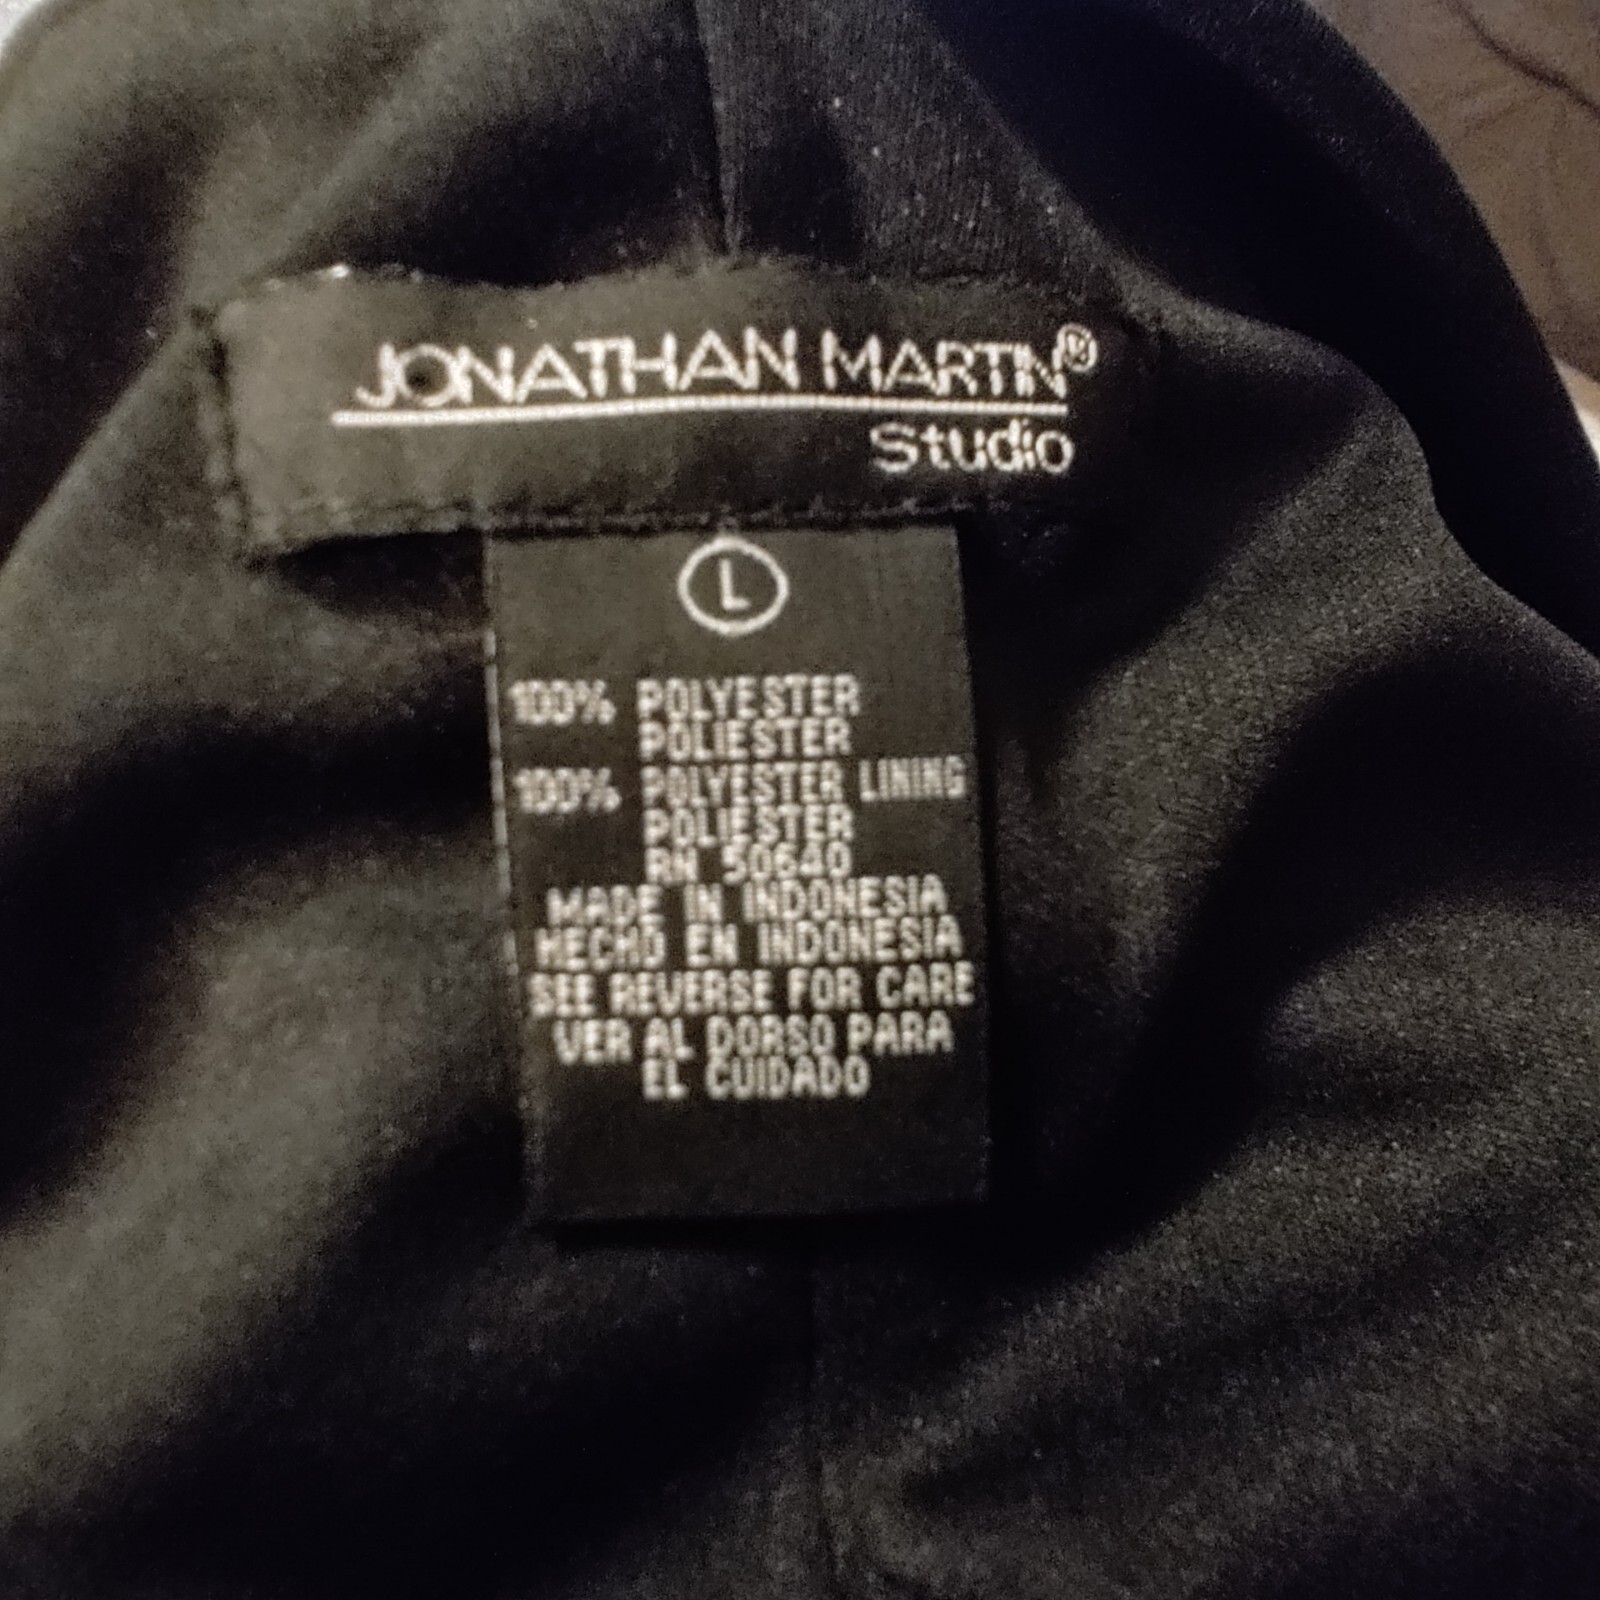 JONATHAN MARTIN®
Studio
L
100% POLYESTER
POLIESTER
100% POLYESTER LINING
POLIESTER
RN 50640
MADE IN INDONESIA
HECHO EN INDONESIA
SEE REVERSE FOR CARE
VER AL DORSO PARA
EL CUIDADO